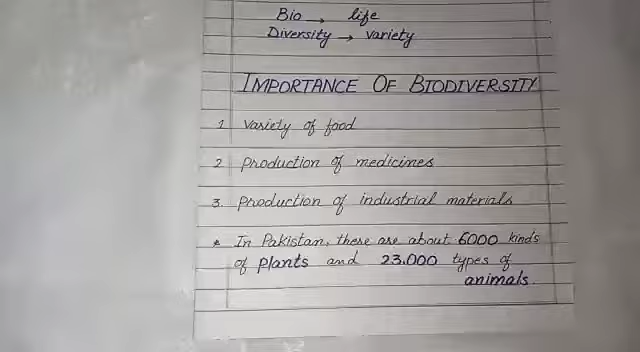 Bio → life
Diversity → variety
IMPORTANCE OF BIODIVERSITY
1 Variety of food
2 production of medicines
3. production of industrial materials
* In Pakistan, there are about 6000 kinds
of plants and 23.000 types of
animals.